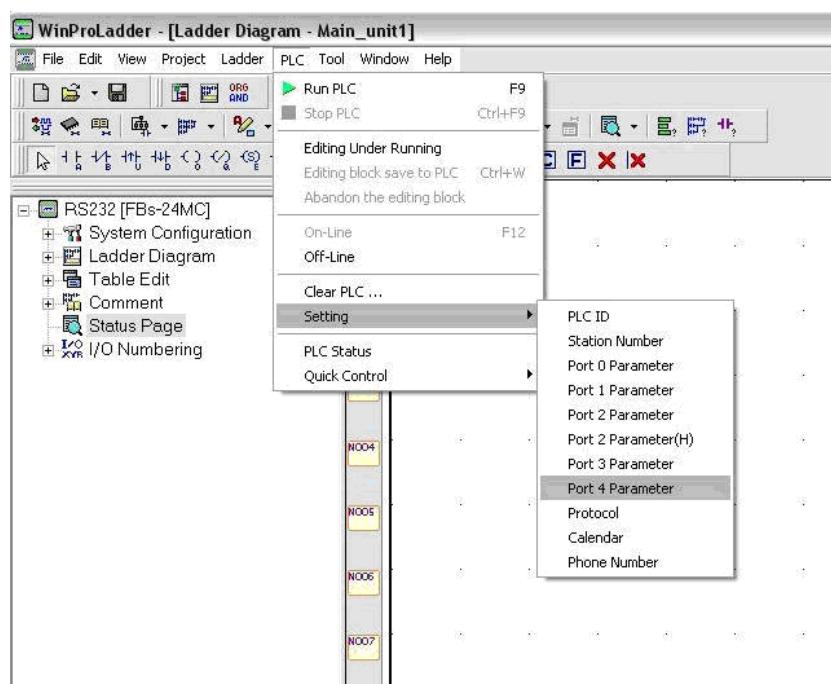 WinProLadder - [Ladder Diagram - Main_unit1]
File Edit View Project Ladder PLC Tool Window Help
ORG
AND
Run PLC F9
Stop PLC Ctrl+F9
Editing Under Running
Editing block save to PLC Ctrl+W
Abandon the editing block
On-Line F12
Off-Line
Clear PLC ...
Setting
PLC Status
Quick Control
PLC ID
Station Number
Port 0 Parameter
Port 1 Parameter
Port 2 Parameter
Port 2 Parameter(H)
Port 3 Parameter
Port 4 Parameter
Protocol
Calendar
Phone Number
RS232 [FBs-24MC]
System Configuration
Ladder Diagram
Table Edit
Comment
Status Page
I/O Numbering
N004
N005
N006
N007